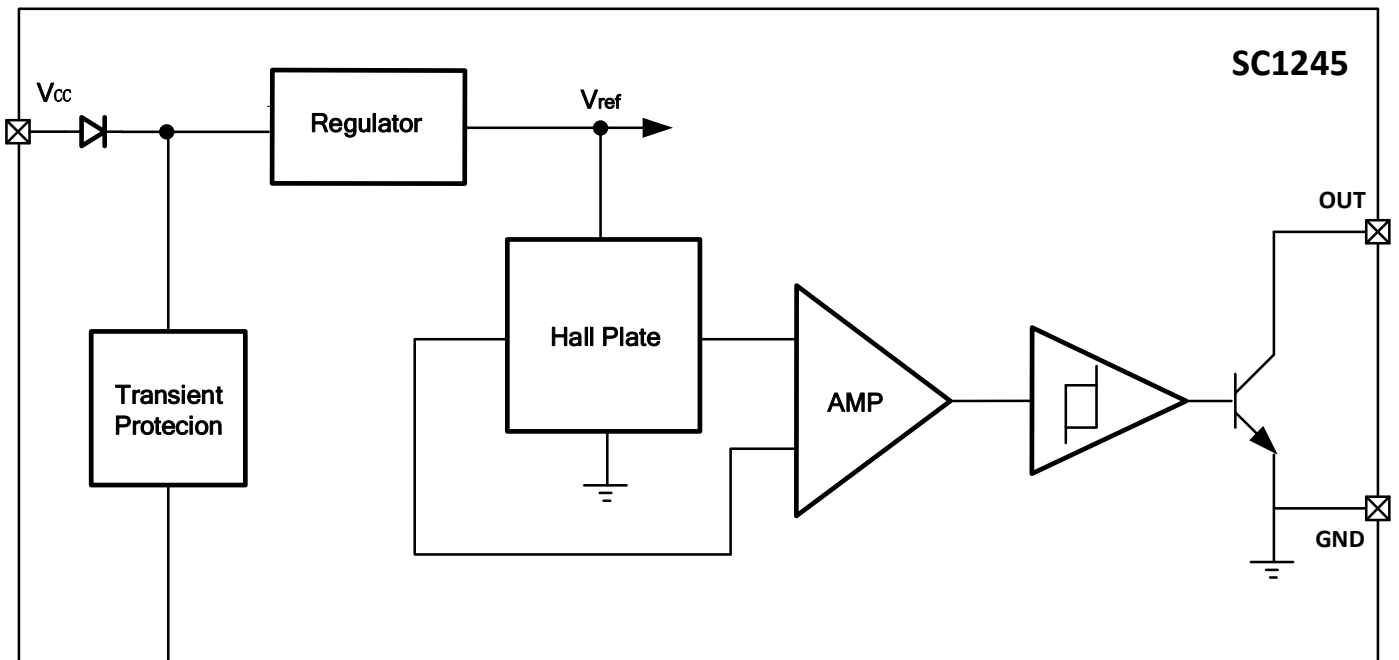 SC1245
Vcc
Regulator
Vref
OUT
Hall Plate
Transient
Protecion
AMP
GND